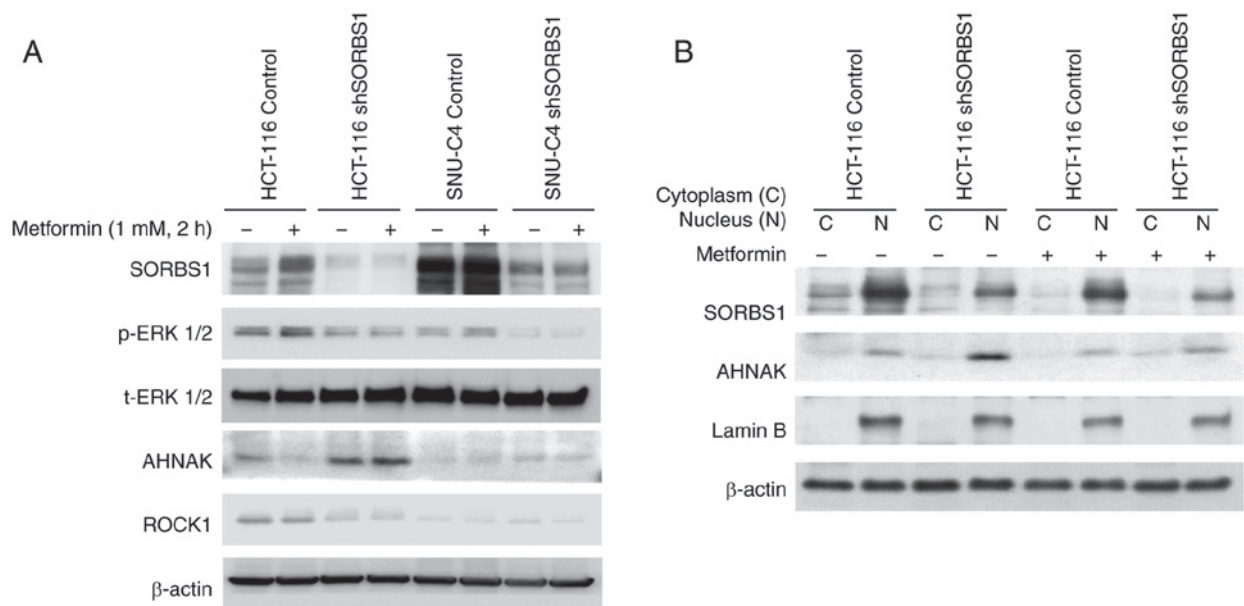 A
HCT-116 Control
HCT-116 shSORBS1
SNU-C4 Control
SNU-C4 shSORBS1
Metformin (1 mM, 2 h) – + – + – + – +
SORBS1
p-ERK 1/2
t-ERK 1/2
AHNAK
ROCK1
β-actin
B
HCT-116 Control
HCT-116 shSORBS1
HCT-116 Control
HCT-116 shSORBS1
Cytoplasm (C)
Nucleus (N) C N C N C N C N
Metformin – – – – + + + +
SORBS1
AHNAK
Lamin B
β-actin